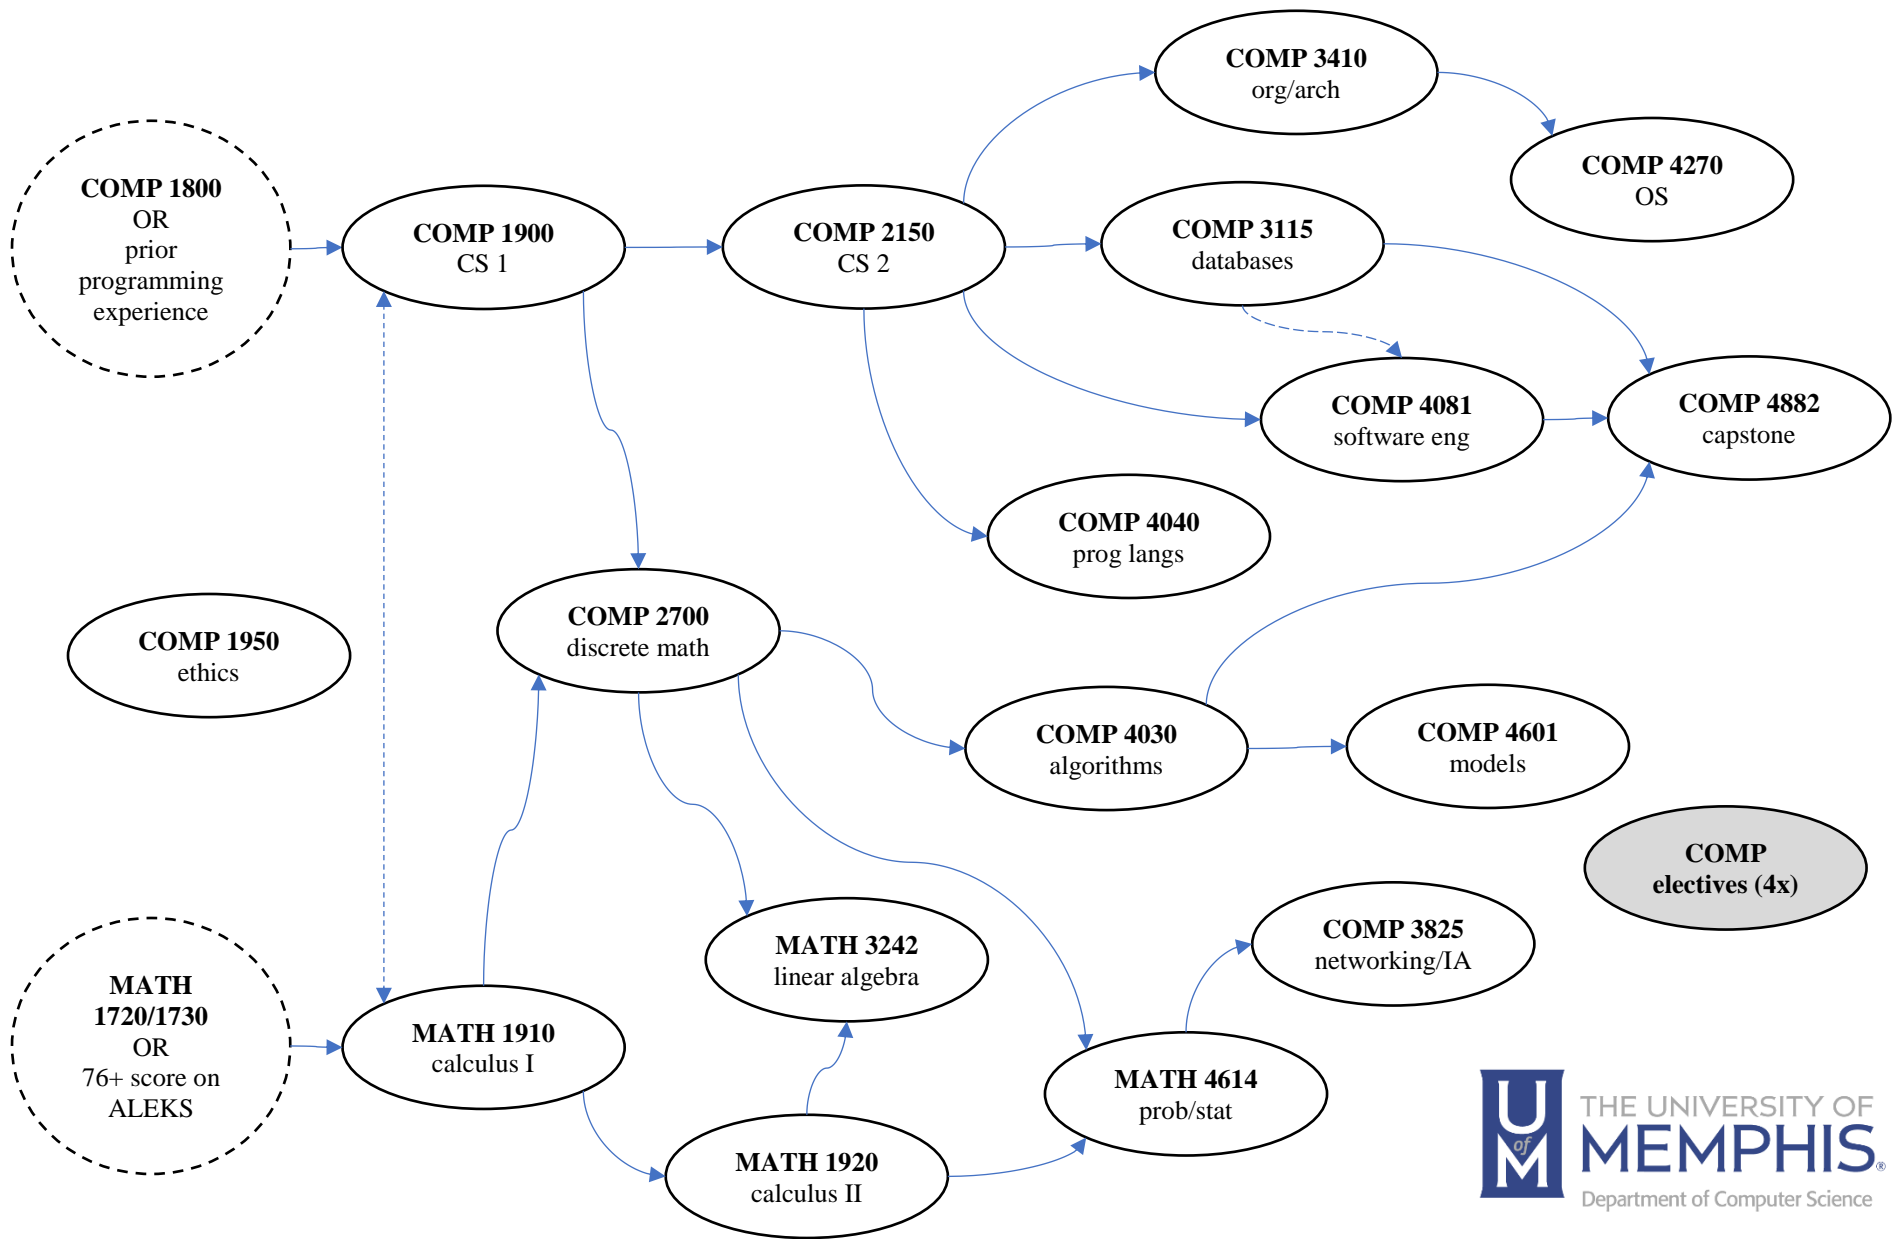 COMP 3410
org/arch
COMP 4270
OS
COMP 1800
OR
prior
programming
experience
COMP 1900
CS 1
COMP 2150
CS 2
COMP 3115
databases
COMP 4081
software eng
COMP 4882
capstone
COMP 4040
prog langs
COMP 1950
ethics
COMP 2700
discrete math
COMP 4030
algorithms
COMP 4601
models
COMP
electives (4x)
MATH 3242
linear algebra
COMP 3825
networking/IA
MATH
1720/1730
OR
76+ score on
ALEKS
MATH 1910
calculus I
MATH 4614
prob/stat
MATH 1920
calculus II
U
of
M
THE UNIVERSITY OF
MEMPHIS®
Department of Computer Science